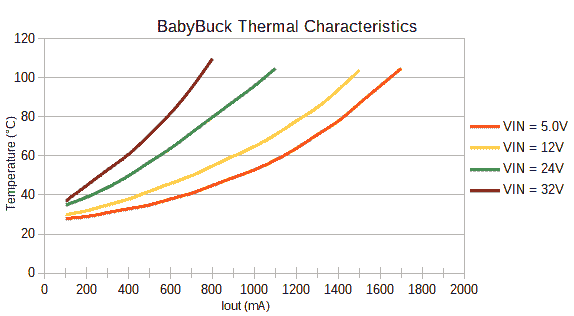 BabyBuck Thermal Characteristics
120
100
80
60
40
20
0
Temperature (°C)
0 200 400 600 800 1000 1200 1400 1600 1800 2000
Iout (mA)
VIN = 5.0V
VIN = 12V
VIN = 24V
VIN = 32V